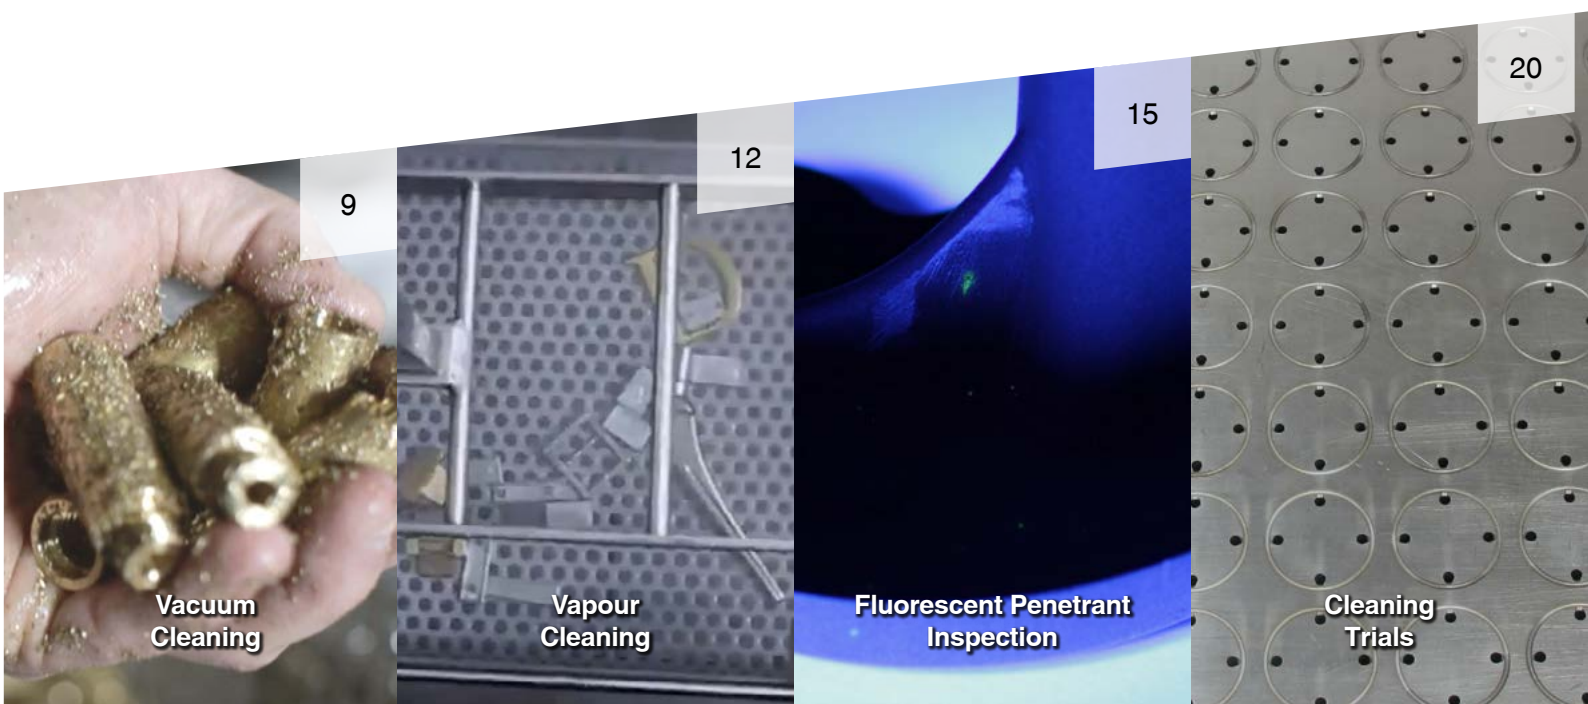 9
12
15
20
Vacuum
Cleaning
Vapour
Cleaning
Fluorescent Penetrant
Inspection
Cleaning
Trials